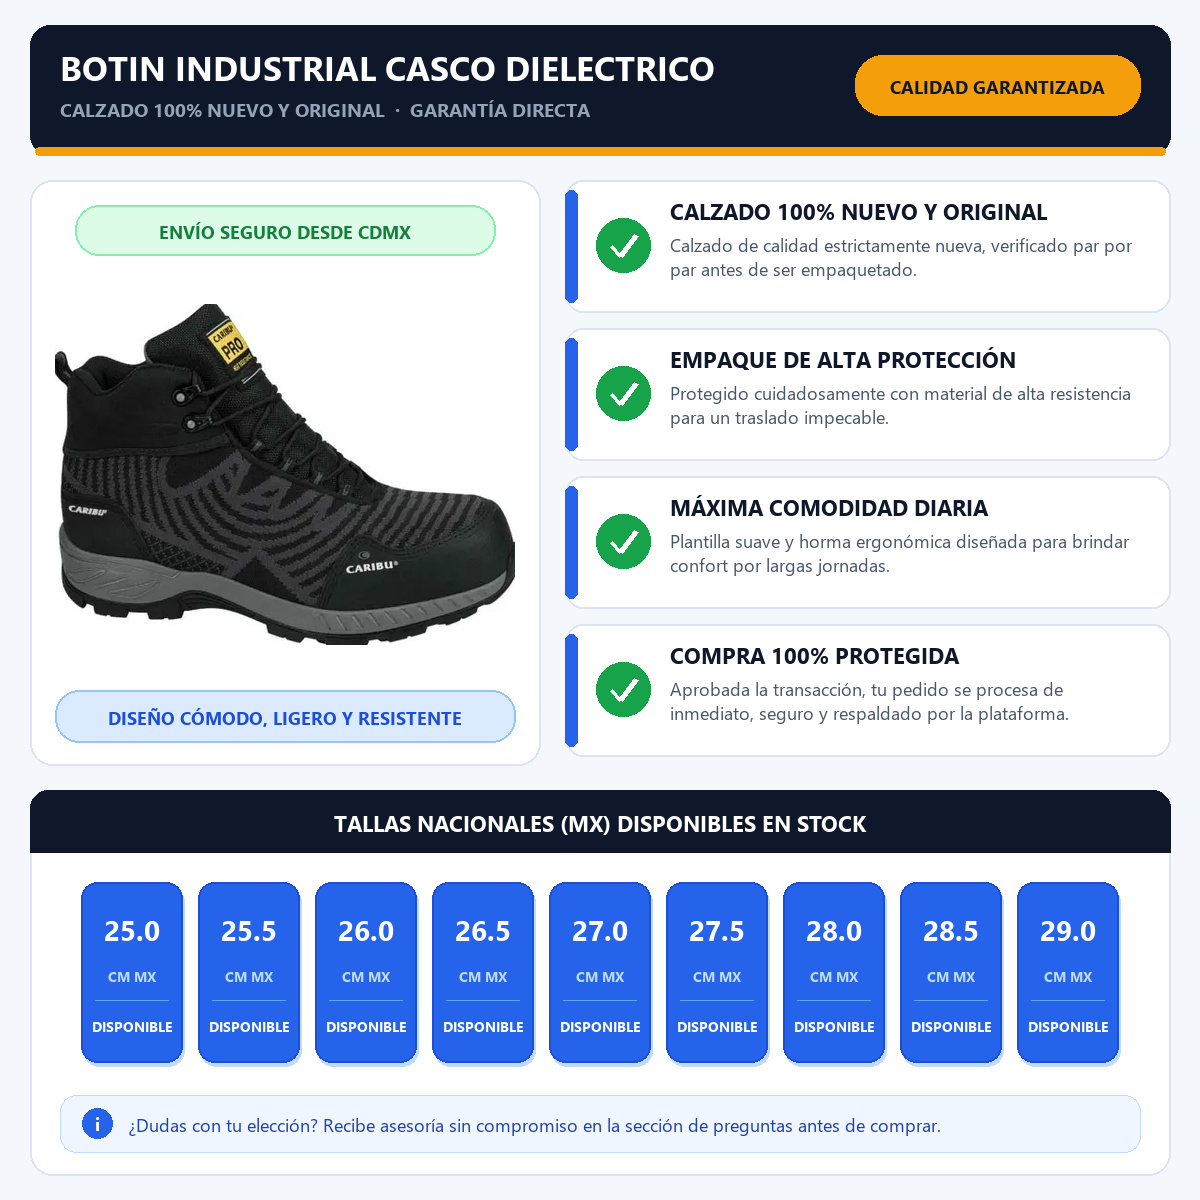 BOTIN INDUSTRIAL CASCO DIELECTRICO
CALZADO 100% NUEVO Y ORIGINAL · GARANTÍA DIRECTA
CALIDAD GARANTIZADA
ENVÍO SEGURO DESDE CDMX
CARIBU
PRO
CARIBU®
CARIBU®
DISEÑO CÓMODO, LIGERO Y RESISTENTE
CALZADO 100% NUEVO Y ORIGINAL
Calzado de calidad estrictamente nueva, verificado par por
par antes de ser empaquetado.
EMPAQUE DE ALTA PROTECCIÓN
Protegido cuidadosamente con material de alta resistencia
para un traslado impecable.
MÁXIMA COMODIDAD DIARIA
Plantilla suave y horma ergonómica diseñada para brindar
confort por largas jornadas.
COMPRA 100% PROTEGIDA
Aprobada la transacción, tu pedido se procesa de
inmediato, seguro y respaldado por la plataforma.
TALLAS NACIONALES (MX) DISPONIBLES EN STOCK
25.0 25.5 26.0 26.5 27.0 27.5 28.0 28.5 29.0
CM MX CM MX CM MX CM MX CM MX CM MX CM MX CM MX CM MX
DISPONIBLE DISPONIBLE DISPONIBLE DISPONIBLE DISPONIBLE DISPONIBLE DISPONIBLE DISPONIBLE DISPONIBLE
i
¿Dudas con tu elección? Recibe asesoría sin compromiso en la sección de preguntas antes de comprar.